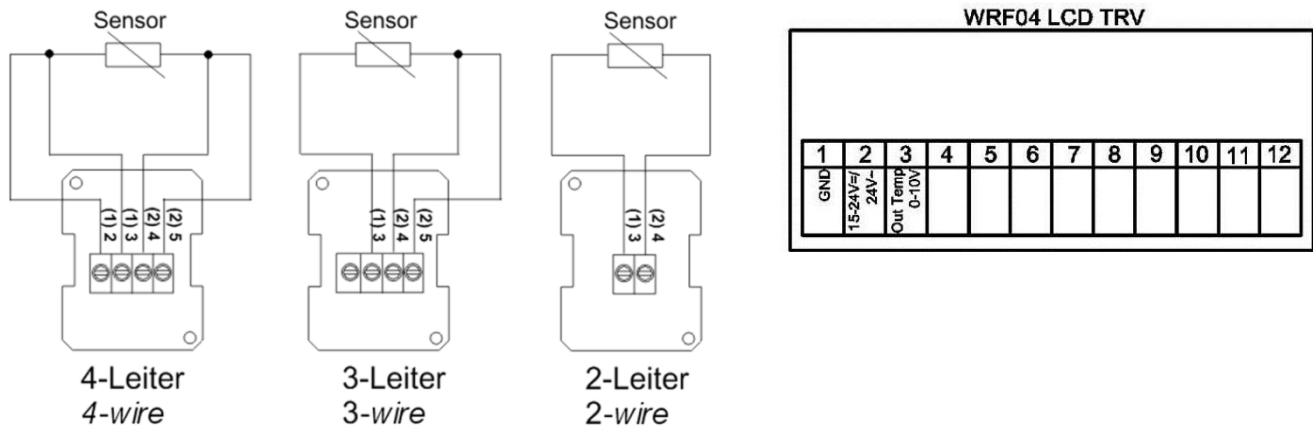 Sensor
(1) 2
(1) 3
(2) 4
(2) 5
4-Leiter
4-wire
Sensor
(1) 3
(2) 4
(2) 5
3-Leiter
3-wire
Sensor
(1) 3
(2) 4
2-Leiter
2-wire
WRF04 LCD TRV
1 2 3 4 5 6 7 8 9 10 11 12
GND
15-24V=/
24V~
Out Temp
0-10V